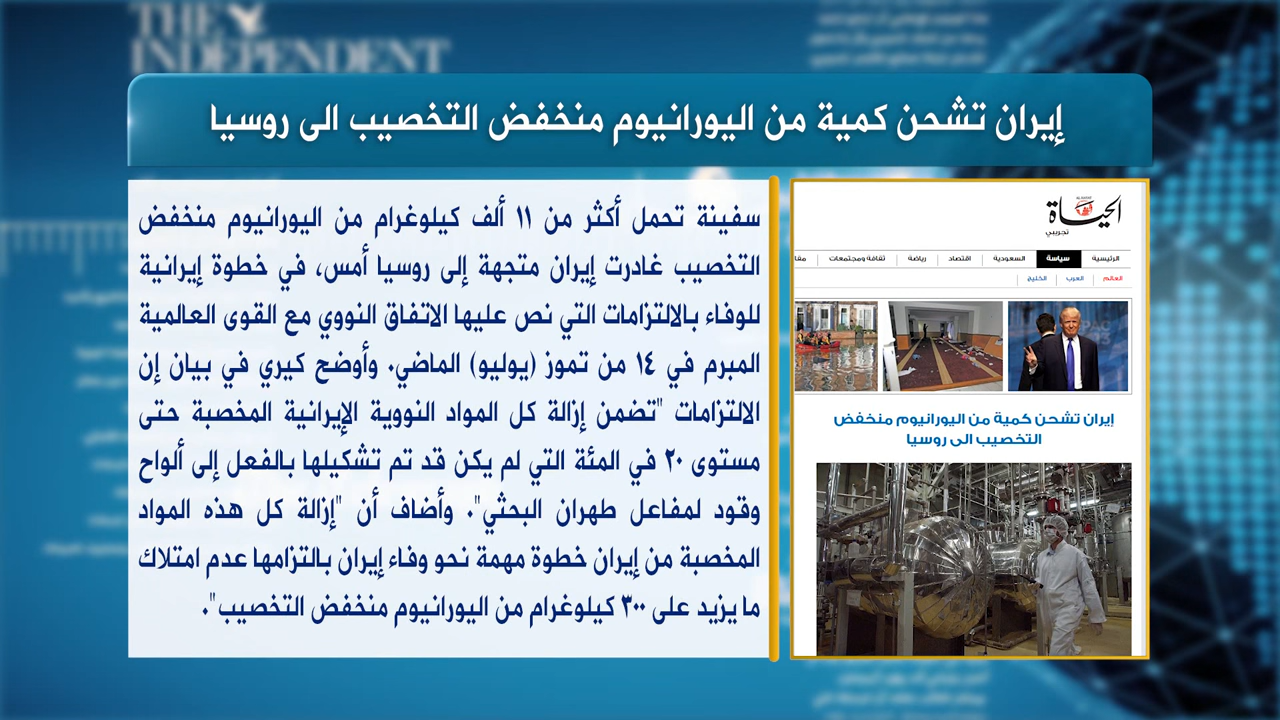 THE
INDEPENDENT
إيران تشحن كمية من اليورانيوم منخفض التخصيب الى روسيا
سفينة تحمل أكثر من ١١ ألف كيلوغرام من اليورانيوم منخفض
التخصيب غادرت إيران متجهة إلى روسيا أمس، في خطوة إيرانية
للوفاء بالالتزامات التي نص عليها الاتفاق النووي مع القوى العالمية
المبرم في ١٤ من تموز (يوليو) الماضي. وأوضح كيري في بيان إن
الالتزامات "تضمن إزالة كل المواد النووية الإيرانية المخصبة حتى
مستوى ٢٠ في المئة التي لم يكن قد تم تشكيلها بالفعل إلى ألواح
وقود لمفاعل طهران البحثي". وأضاف أن "إزالة كل هذه المواد
المخصبة من إيران خطوة مهمة نحو وفاء إيران بالتزامها عدم امتلاك
ما يزيد على ٣٠٠ كيلوغرام من اليورانيوم منخفض التخصيب".
الحياة
تجريبي
الرئيسية سياسة السعودية اقتصاد رياضة ثقافة ومجتمعات مقا
العالم العرب الخليج
إيران تشحن كمية من اليورانيوم منخفض
التخصيب الى روسيا